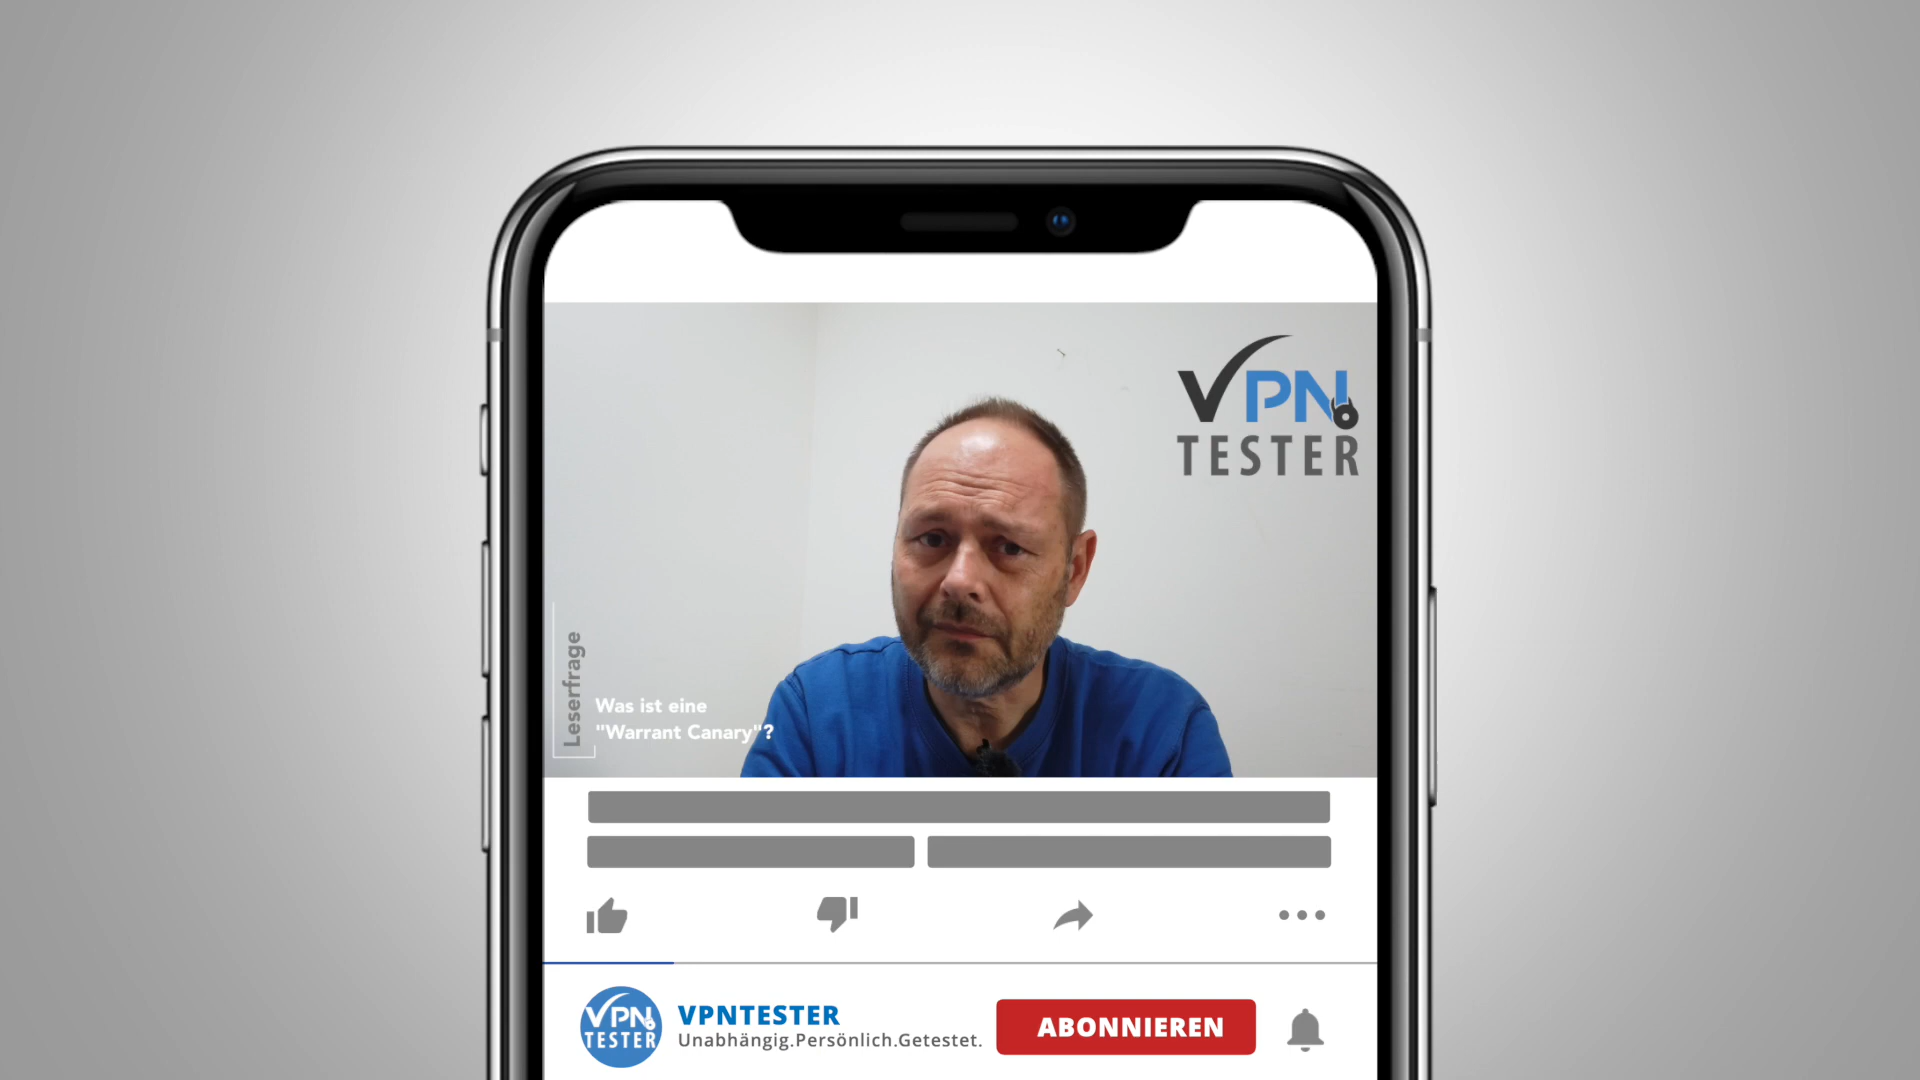 VPN
TESTER
Leserfrage
Was ist eine
"Warrant Canary"?
VPN
TESTER
VPNTESTER
Unabhängig.Persönlich.Getestet.
ABONNIEREN